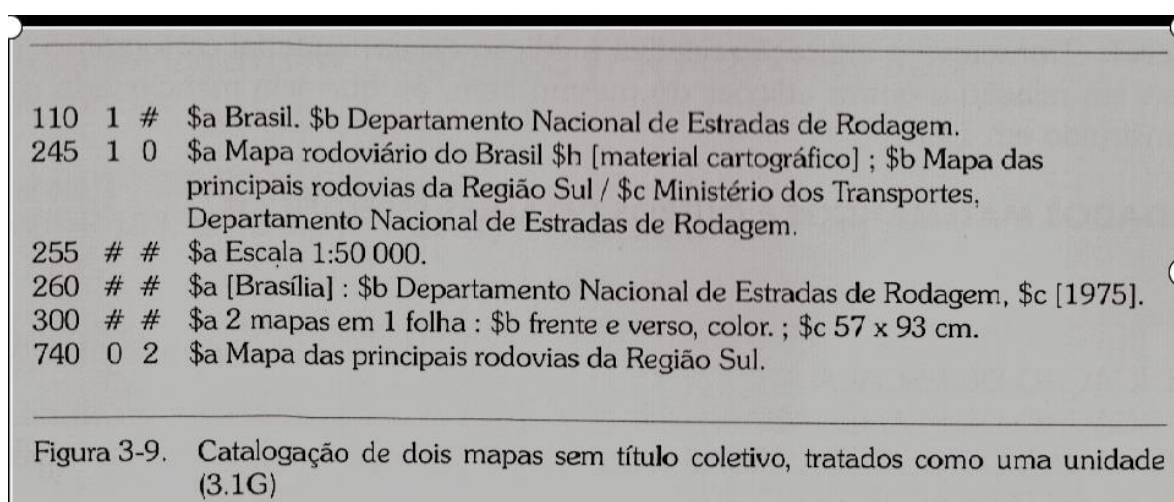 110 1 # $a Brasil. $b Departamento Nacional de Estradas de Rodagem.
245 1 0 $a Mapa rodoviário do Brasil $h [material cartográfico] ; $b Mapa das
principais rodovias da Região Sul / $c Ministério dos Transportes,
Departamento Nacional de Estradas de Rodagem.
255 # # $a Escala 1:50 000.
260 # # $a [Brasília] : $b Departamento Nacional de Estradas de Rodagem, $c [1975].
300 # # $a 2 mapas em 1 folha : $b frente e verso, color. ; $c 57 x 93 cm.
740 0 2 $a Mapa das principais rodovias da Região Sul.
Figura 3-9. Catalogação de dois mapas sem título coletivo, tratados como uma unidade
(3.1G)